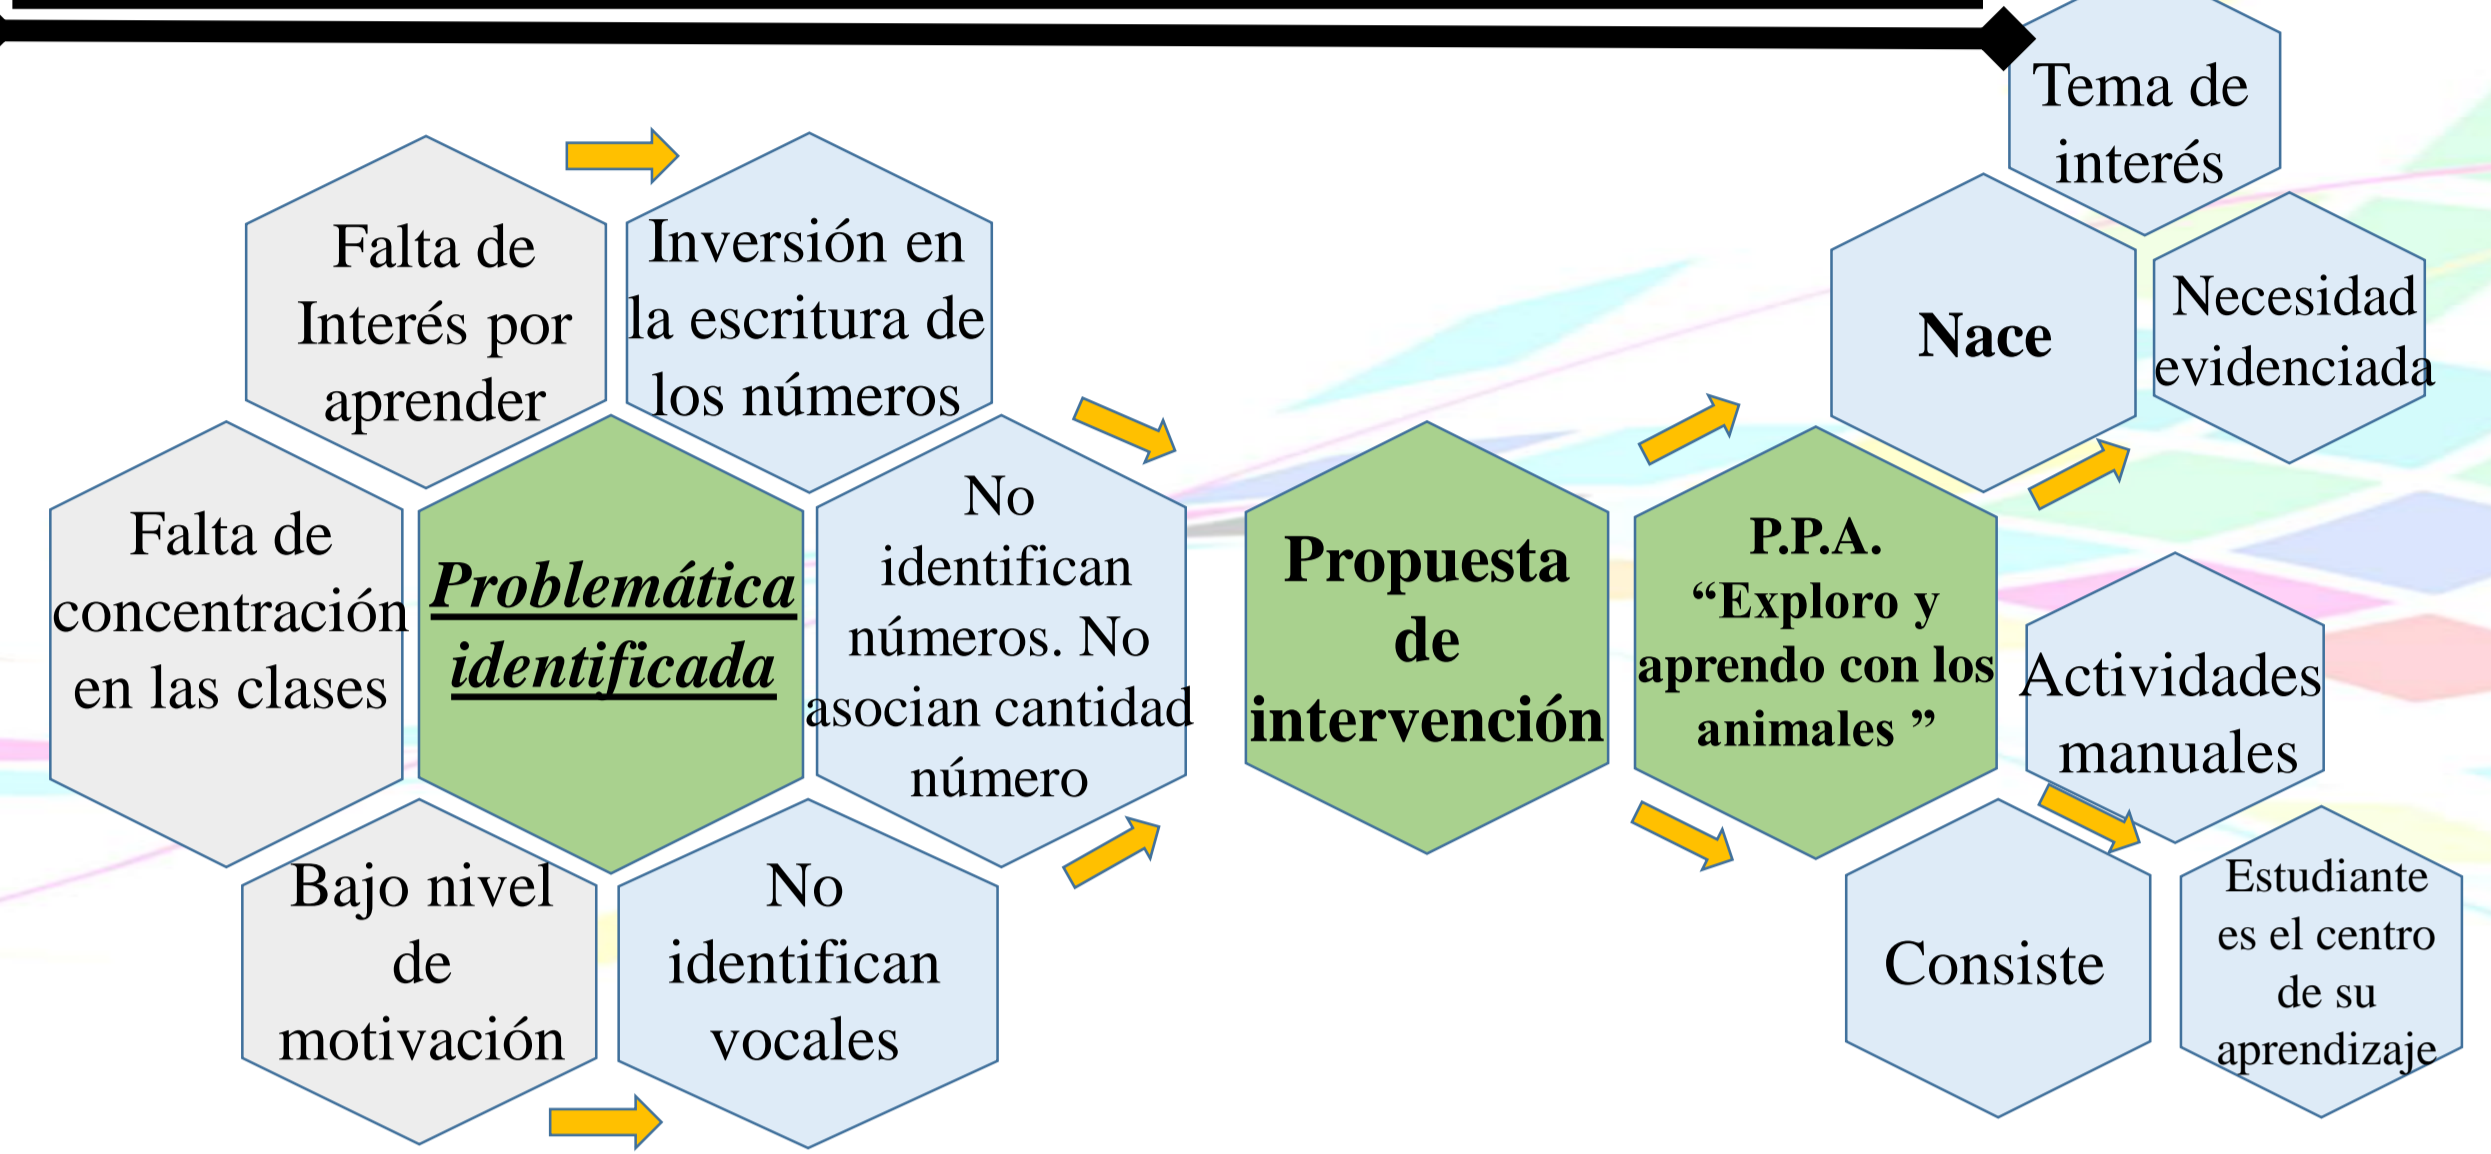 Falta de
Interés por
aprender
Inversión en
la escritura de
los números
Falta de
concentración
en las clases
Problemática
identificada
No
identifican
números. No
asocian cantidad
número
Bajo nivel
de
motivación
No
identifican
vocales
Propuesta
de
intervención
P.P.A.
“Exploro y
aprendo con los
animales ”
Nace
Tema de
interés
Necesidad
evidenciada
Consiste
Actividades
manuales
Estudiante
es el centro
de su
aprendizaje